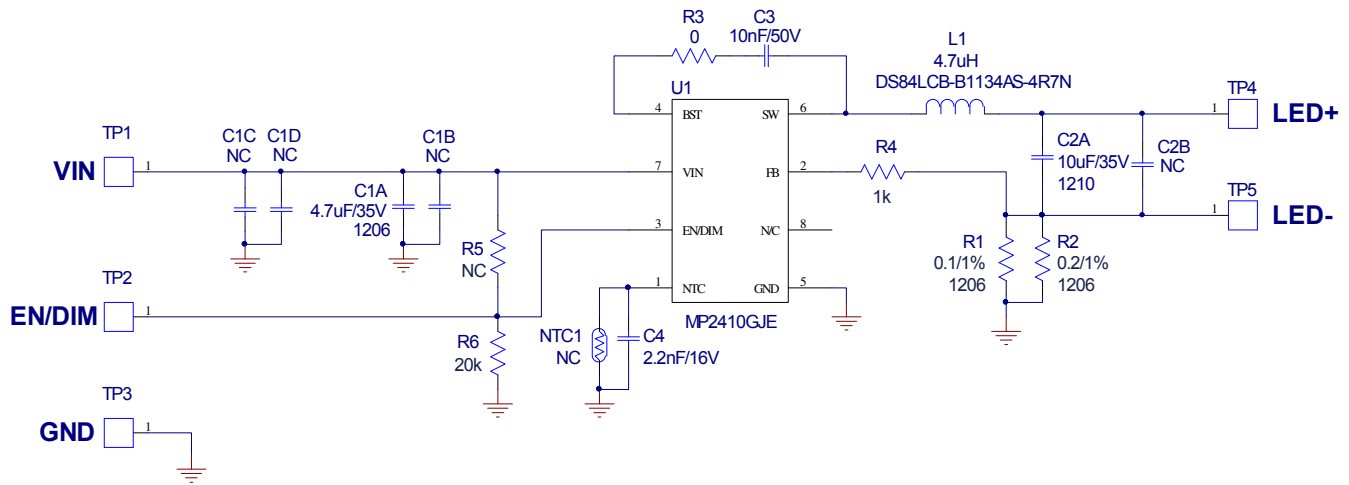 R3
0
C3
10nF/50V
L1
4.7uH
DS84LCB-B1134AS-4R7N
U1
4 BST SW 6
TP4
1 LED+
TP1
VIN 1
C1C
NC
C1D
NC
C1B
NC
C1A
4.7uF/35V
1206
7 VIN FB 2
R4
1k
C2A
10uF/35V
1210
C2B
NC
TP5
1 LED-
3 EN/DIM N/C 8
R5
NC
R1
0.1/1%
1206
R2
0.2/1%
1206
TP2
EN/DIM 1
1 NTC GND 5
MP2410GJE
R6
20k
NTC1
NC
C4
2.2nF/16V
TP3
GND 1